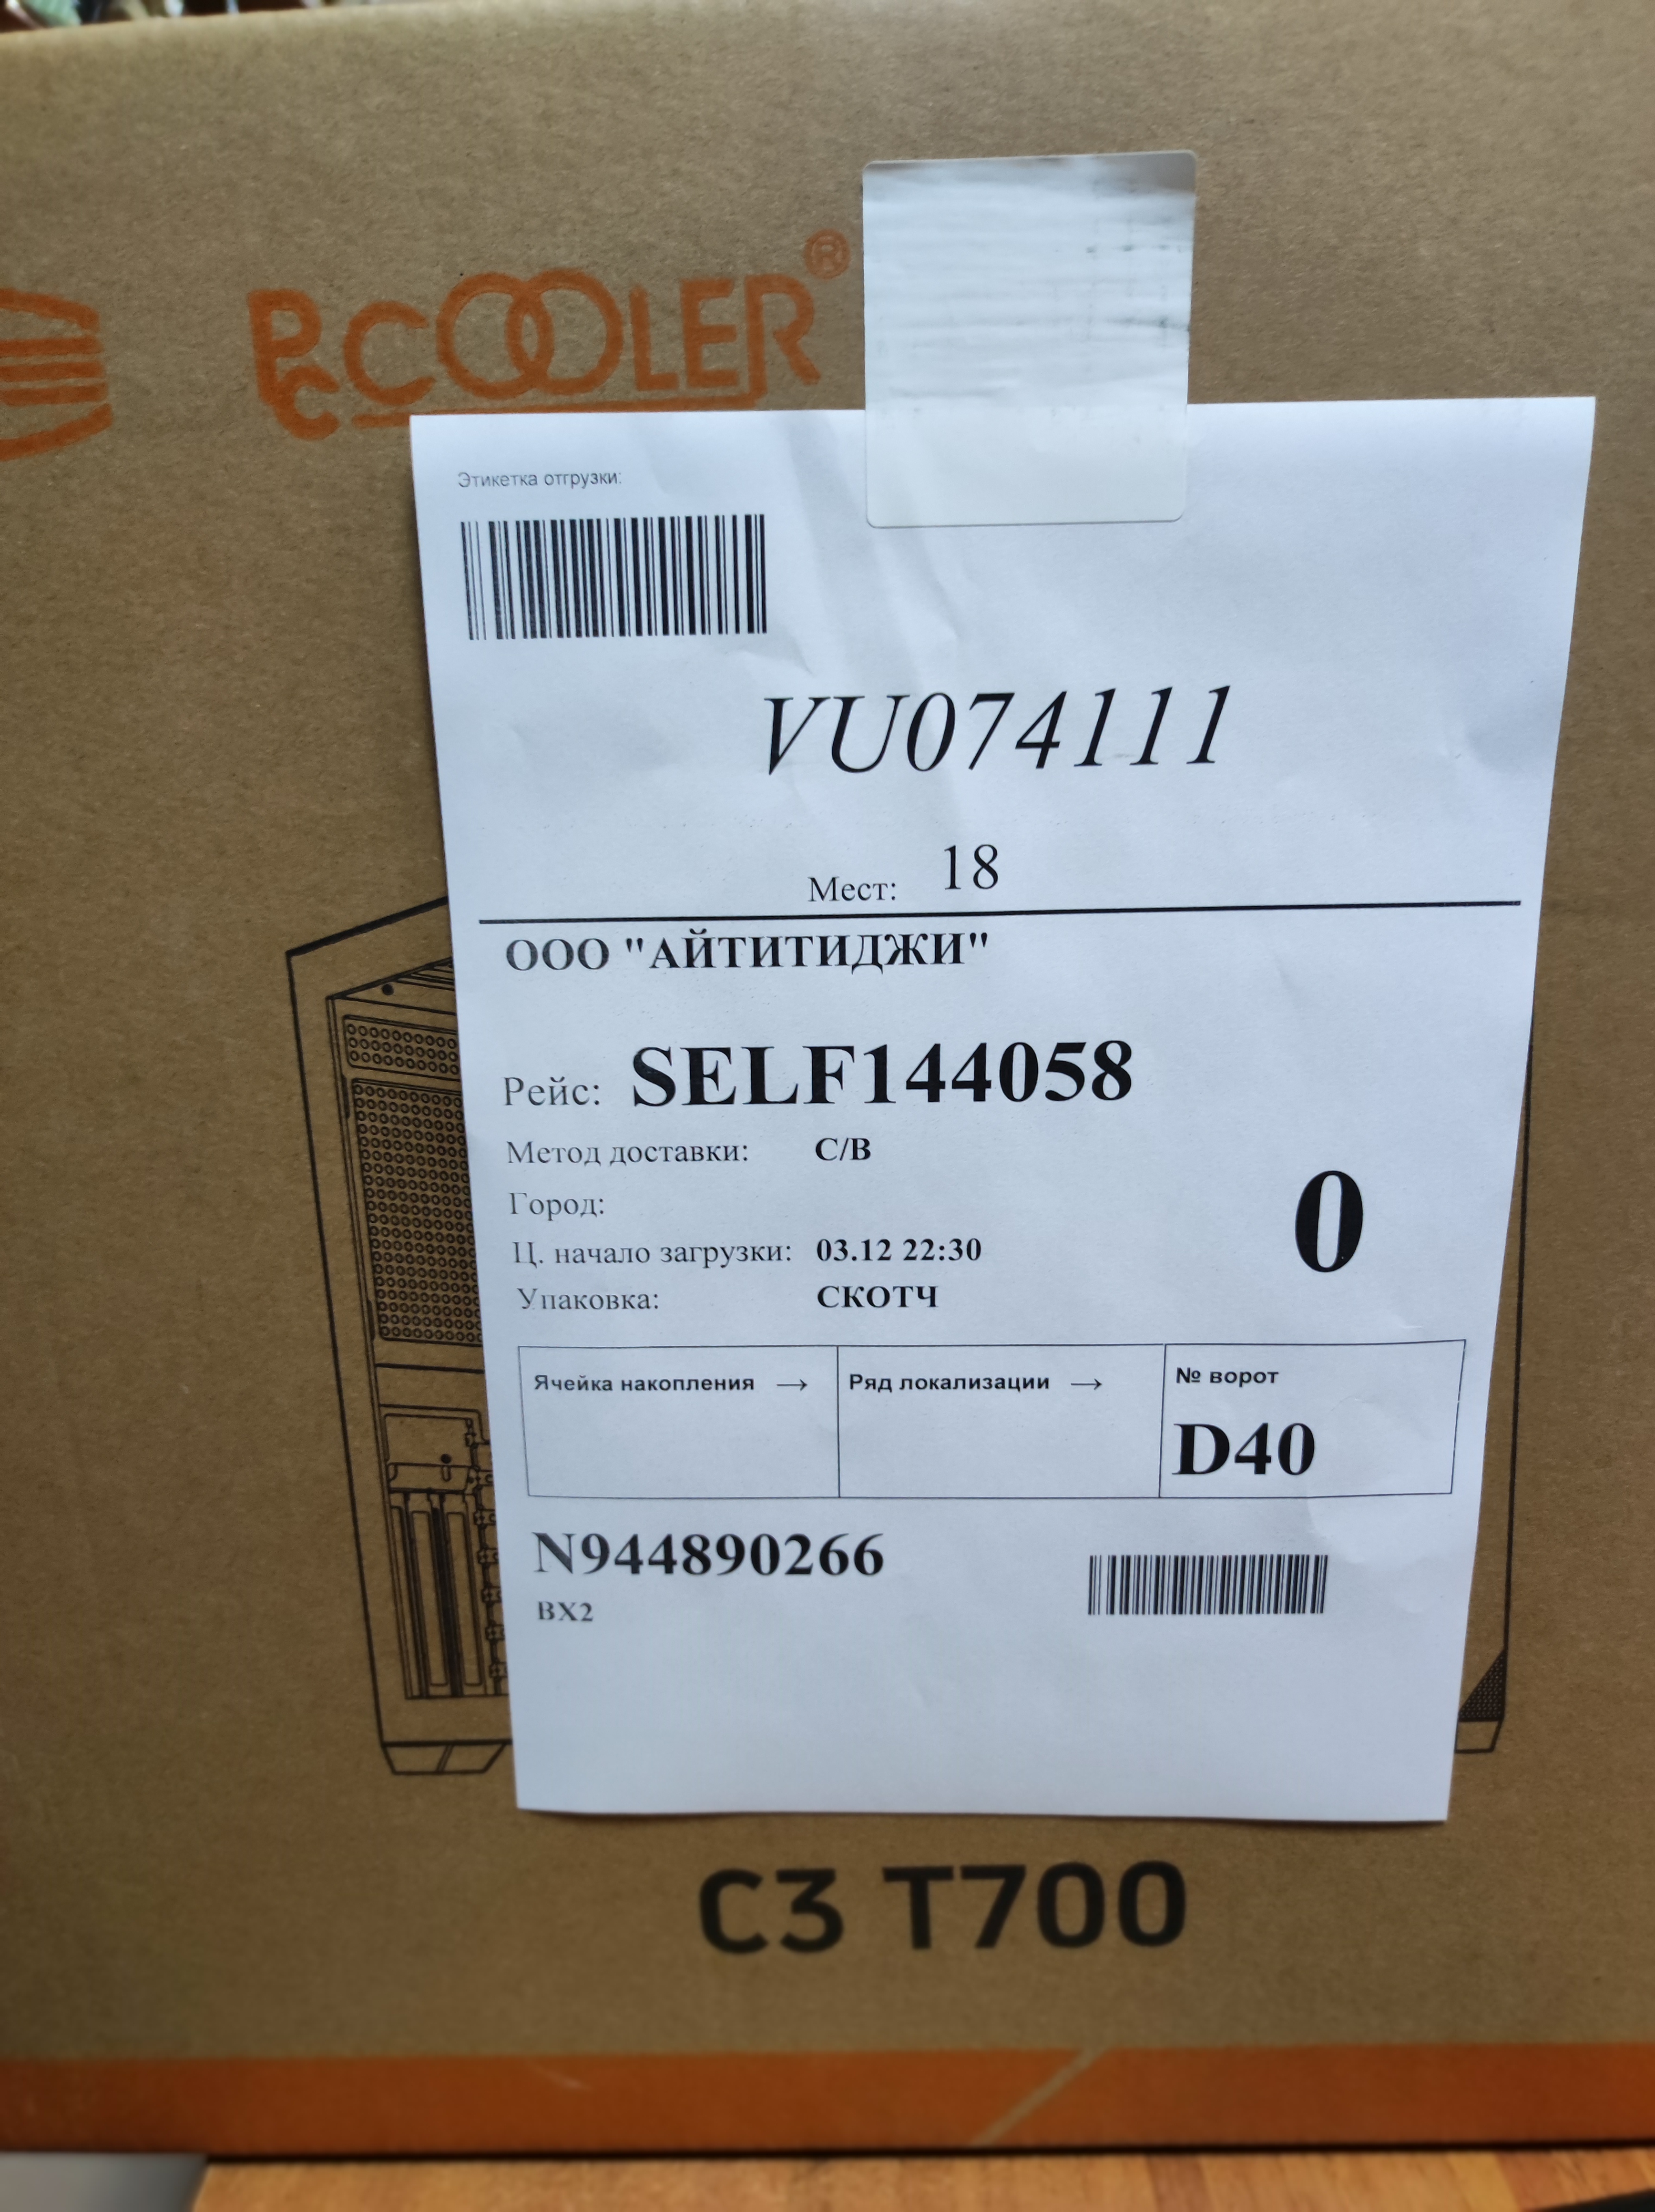 PCCOOLER®
Этикетка отгрузки:
VU074111
Мест: 18
ООО "АЙТИТИДЖИ"
Рейс: SELF144058
Метод доставки: С/В
Город:
0
Ц. начало загрузки: 03.12 22:30
Упаковка: СКОТЧ
Ячейка накопления → Ряд локализации → № ворот
D40
N944890266
ВХ2
C3 T700